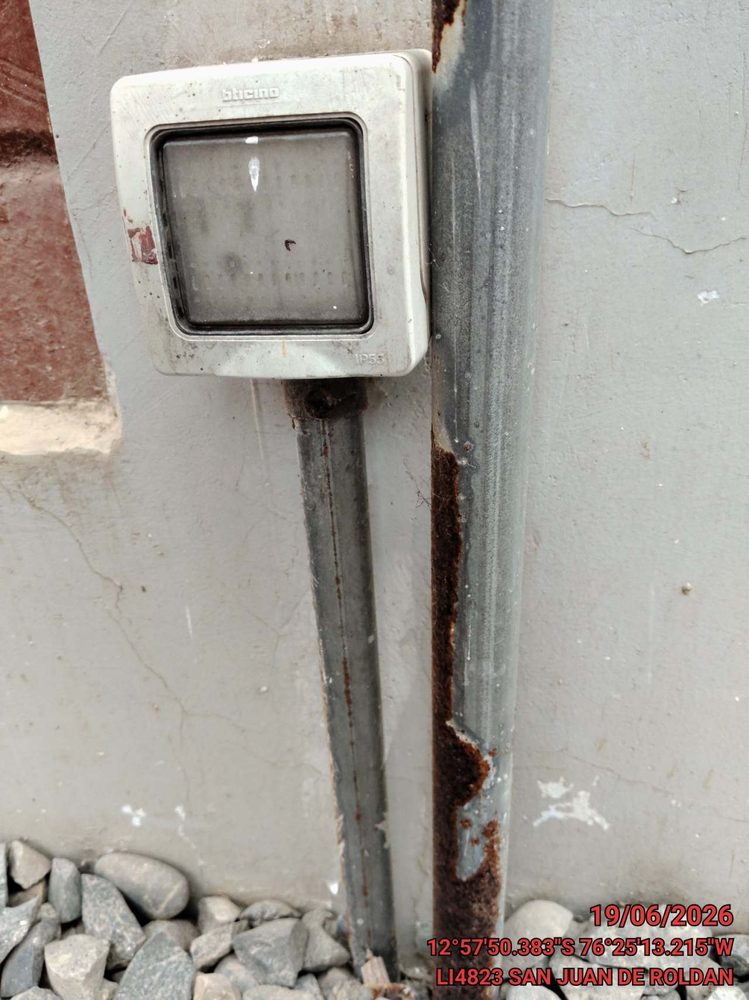 bticino
IP55
19/06/2026
12°57'50.383"S 76°25'13.215"W
LI4823 SAN JUAN DE ROLDAN